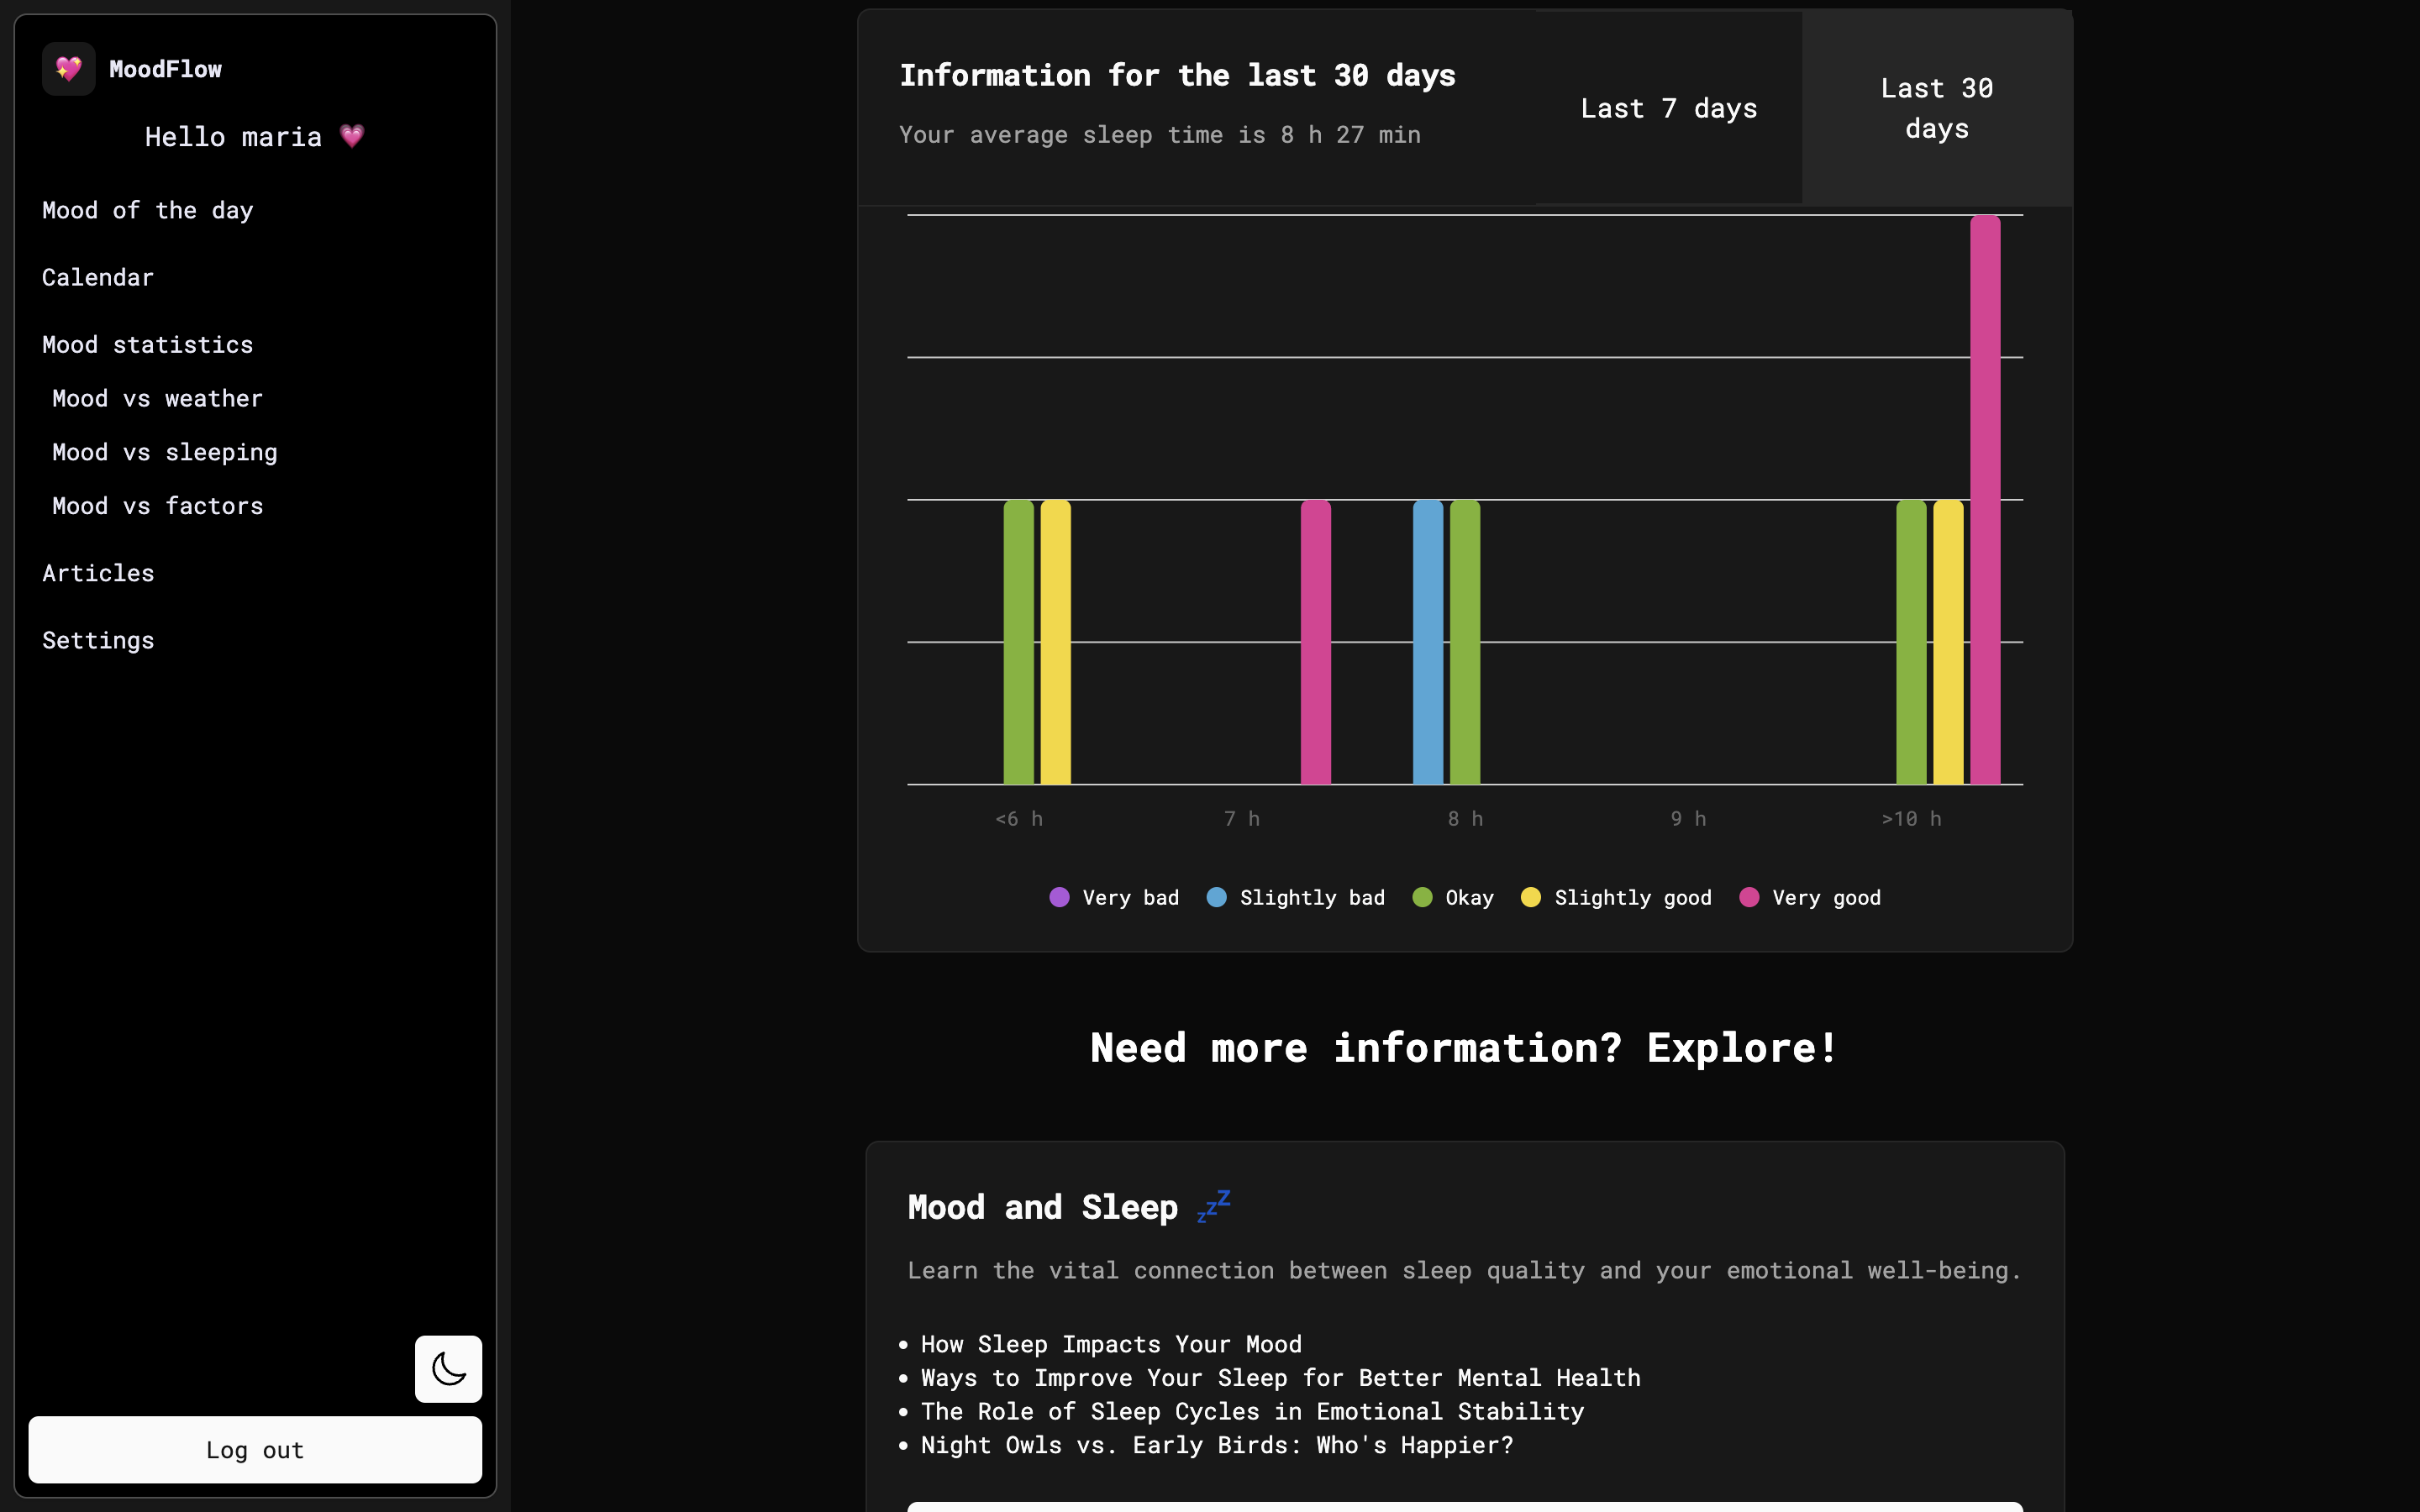 MoodFlow
Hello maria
Mood of the day
Calendar
Mood statistics
Mood vs weather
Mood vs sleeping
Mood vs factors
Articles
Settings
Log out
Information for the last 30 days
Your average sleep time is 8 h 27 min
Last 7 days
Last 30
days
<6 h 7 h 8 h 9 h >10 h
Very bad Slightly bad Okay Slightly good Very good
Need more information? Explore!
Mood and Sleep 💤
Learn the vital connection between sleep quality and your emotional well-being.
• How Sleep Impacts Your Mood
• Ways to Improve Your Sleep for Better Mental Health
• The Role of Sleep Cycles in Emotional Stability
• Night Owls vs. Early Birds: Who's Happier?